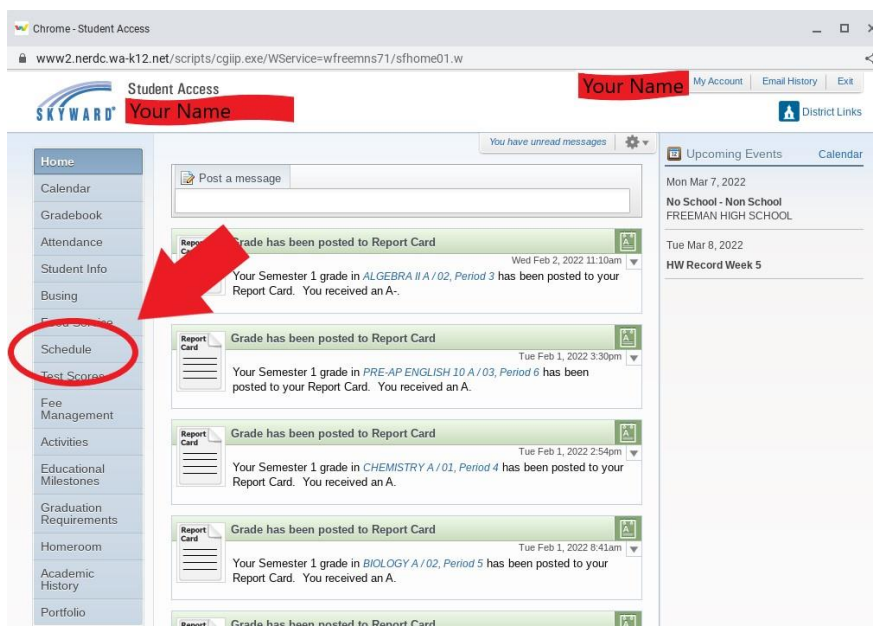 Chrome - Student Access
www2.nerdc.wa-k12.net/scripts/cgiip.exe/WService=wfreemns71/sfhome01.w
SKYWARD®
Student Access
Your Name
Your Name
My Account
Email History
Exit
District Links
Home
Calendar
Gradebook
Attendance
Student Info
Busing
Food Service
Schedule
Test Scores
Fee
Management
Activities
Educational
Milestones
Graduation
Requirements
Homeroom
Academic
History
Portfolio
You have unread messages
Post a message
Report
Card
Grade has been posted to Report Card
Wed Feb 2, 2022 11:10am
Your Semester 1 grade in ALGEBRA II A / 02, Period 3 has been posted to your
Report Card. You received an A-.
Report
Card
Grade has been posted to Report Card
Tue Feb 1, 2022 3:30pm
Your Semester 1 grade in PRE-AP ENGLISH 10 A / 03, Period 6 has been
posted to your Report Card. You received an A.
Report
Card
Grade has been posted to Report Card
Tue Feb 1, 2022 2:54pm
Your Semester 1 grade in CHEMISTRY A / 01, Period 4 has been posted to your
Report Card. You received an A.
Report
Card
Grade has been posted to Report Card
Tue Feb 1, 2022 8:41am
Your Semester 1 grade in BIOLOGY A / 02, Period 5 has been posted to your
Report Card. You received an A.
Report
Grade has been posted to Report Card
Upcoming Events
Calendar
Mon Mar 7, 2022
No School - Non School
FREEMAN HIGH SCHOOL
Tue Mar 8, 2022
HW Record Week 5